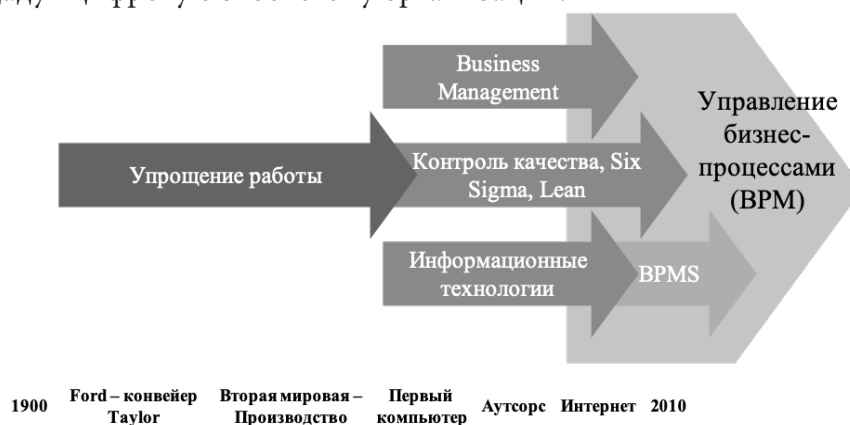 Business
Management
Управление
бизнес-
процессами
(BPM)
Упрощение работы
Контроль качества, Six
Sigma, Lean
Информационные
технологии
BPMS
1900
Ford – конвейер
Taylor
Вторая мировая –
Производство
Первый
компьютер
Аутсорс
Интернет
2010